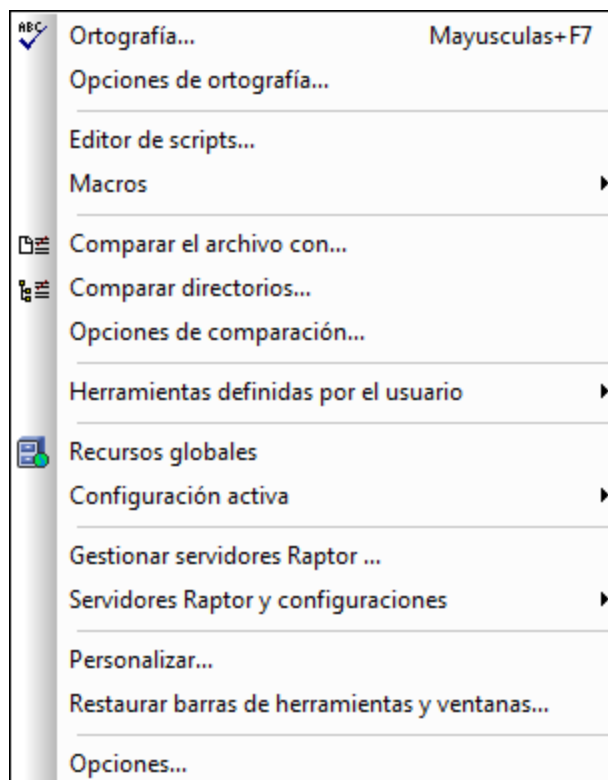 ABC
Ortografía... Mayusculas+F7
Opciones de ortografía...
Editor de scripts...
Macros
Comparar el archivo con...
Comparar directorios...
Opciones de comparación...
Herramientas definidas por el usuario
Recursos globales
Configuración activa
Gestionar servidores Raptor ...
Servidores Raptor y configuraciones
Personalizar...
Restaurar barras de herramientas y ventanas...
Opciones...